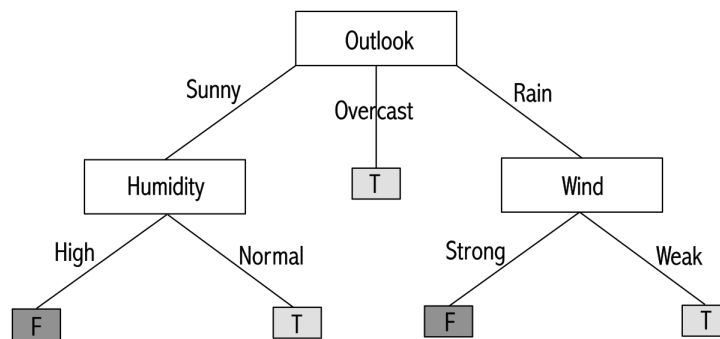 Outlook
Sunny
Overcast
Rain
Humidity
T
Wind
High
Normal
Strong
Weak
F
T
F
T